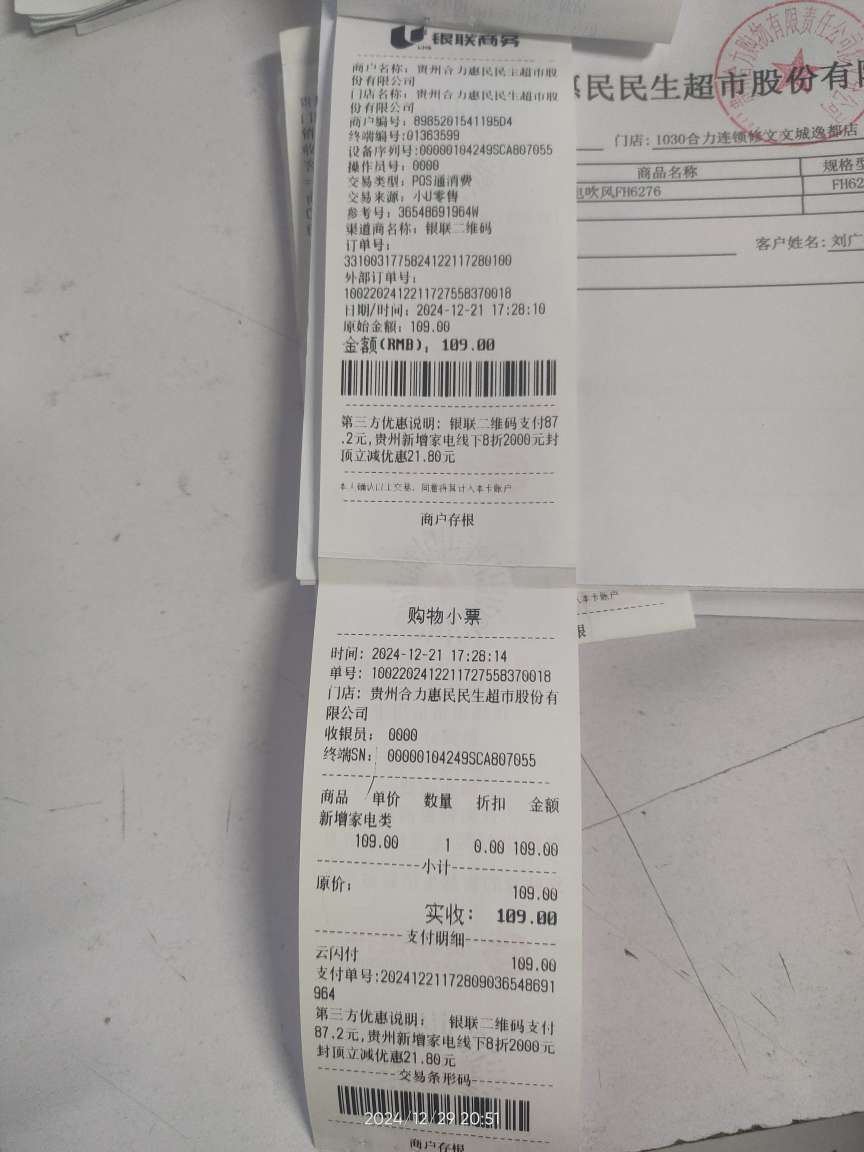 银联商务
商户名称：贵州合力惠民民生超市股
份有限公司
门店名称：贵州合力惠民民生超市股
份有限公司
商户编号：8985201541195D4
终端编号:01363599
设备序列号:00000104249SCA807055
操作员号：0000
交易类型：POS通消费
交易来源：小U零售
参考号：36548691964W
渠道商名称：银联二维码
订单号：
3310031775824122117280100
外部订单号：
1002202412211727558370018
日期/时间：2024-12-21 17:28:10
原始金额：109.00
金额(RMB)：109.00
第三方优惠说明：银联二维码支付87
.2元,贵州新增家电线下8折2000元封
顶立减优惠21.80元
本人确认以上交易，同意将其计入本卡账户
商户存根
购物小票
时间：2024-12-21 17:28:14
单号：1002202412211727558370018
门店：贵州合力惠民民生超市股份有
限公司
收银员： 0000
终端SN： 00000104249SCA807055
商品 单价 数量 折扣 金额
新增家电类
109.00 1 0.00 109.00
小计
原价： 109.00
实收： 109.00
支付明细
云闪付 109.00
支付单号:20241221172809036548691
964
第三方优惠说明： 银联二维码支付
87.2元,贵州新增家电线下8折2000元
封顶立减优惠21.80元
交易条形码
2024/12/29 20:51
商户存根
惠民民生超市股份有限
门店：1030合力连锁修文文城逸都店
商品名称 规格型
电吹风FH6276 FH62
客户姓名：刘广
入本卡账户